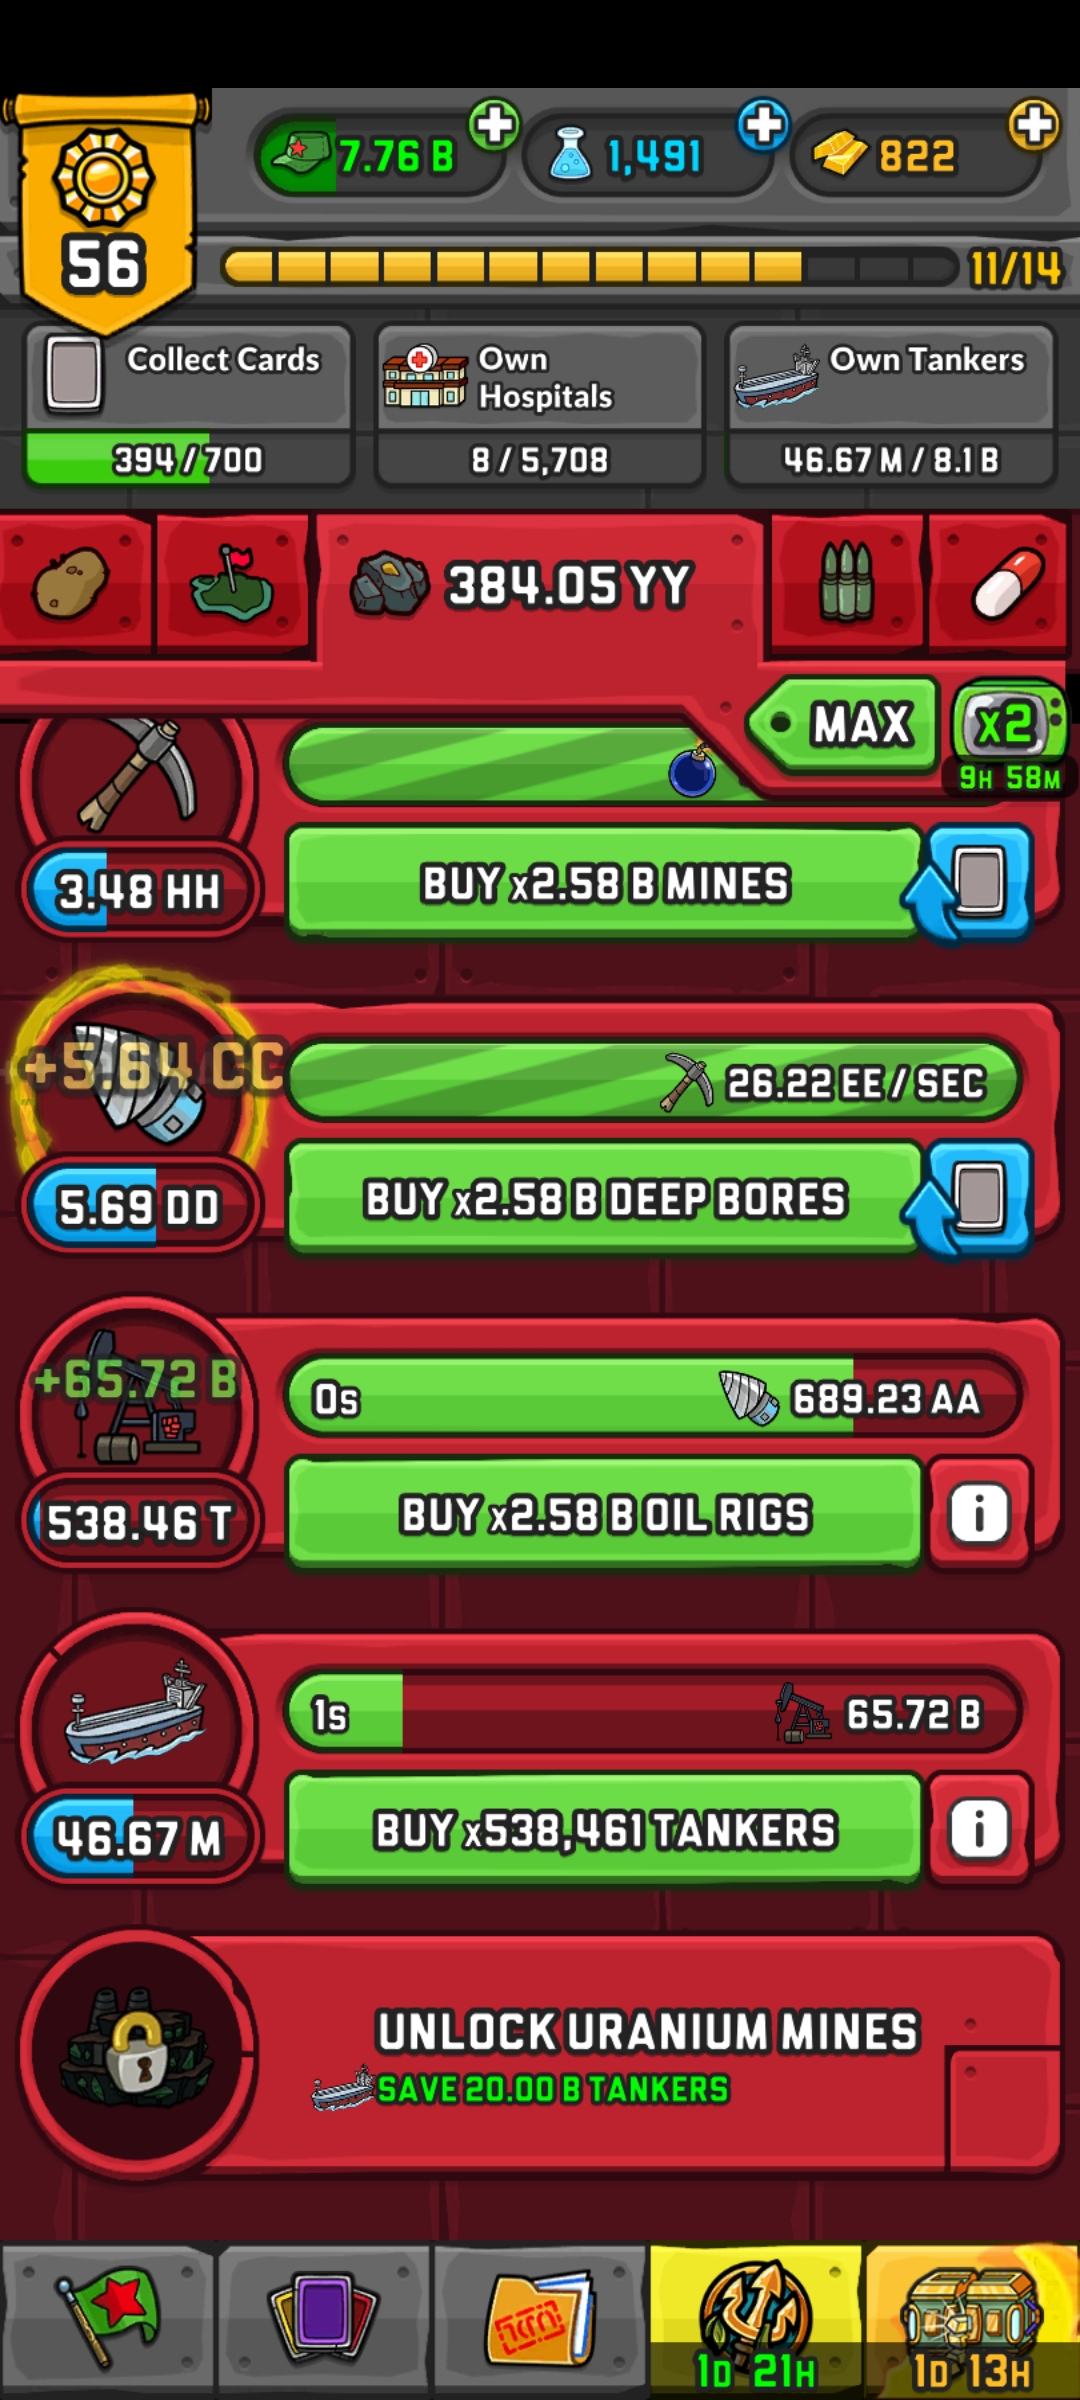 7.76 B
1,491
822
56
11/14
Collect Cards
394/700
Own
Hospitals
8/5,708
Own Tankers
46.67 M/8.1 B
384.05 YY
MAX
x2
9H 58M
3.48 HH
BUY x2.58 B MINES
+5.64 CC
26.22 EE/SEC
5.69 DD
BUY x2.58 B DEEP BORES
+65.72 B
0s
689.23 AA
538.46 T
BUY x2.58 B OIL RIGS
i
1s
65.72 B
46.67 M
BUY x538,461 TANKERS
i
UNLOCK URANIUM MINES
SAVE 20.00 B TANKERS
1D 21H
1D 13H